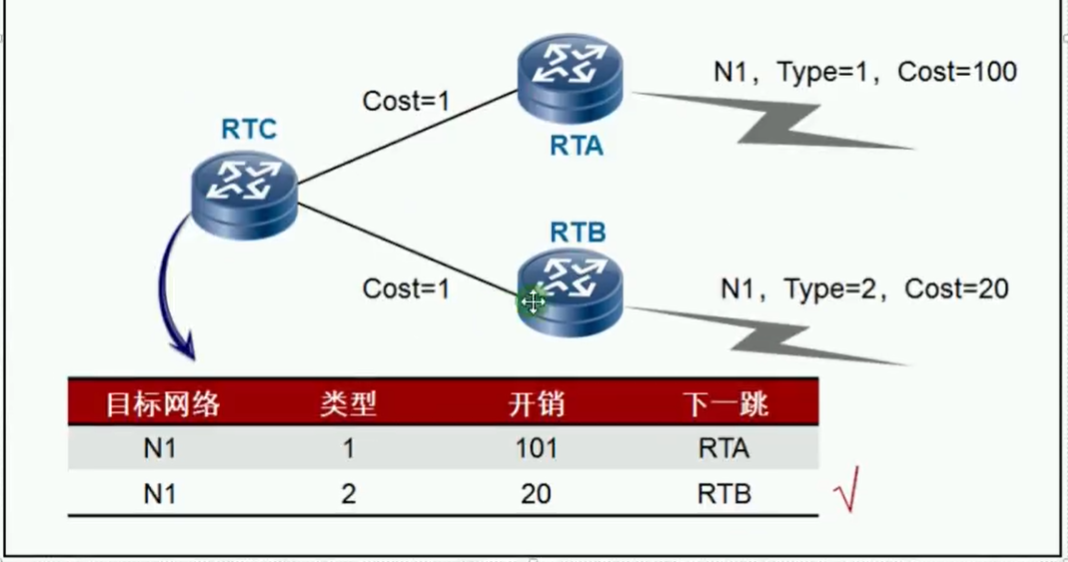 N1，Type=1，Cost=100
Cost=1
RTC
RTA
RTB
Cost=1
N1，Type=2，Cost=20
目标网络 类型 开销 下一跳
N1 1 101 RTA
N1 2 20 RTB √